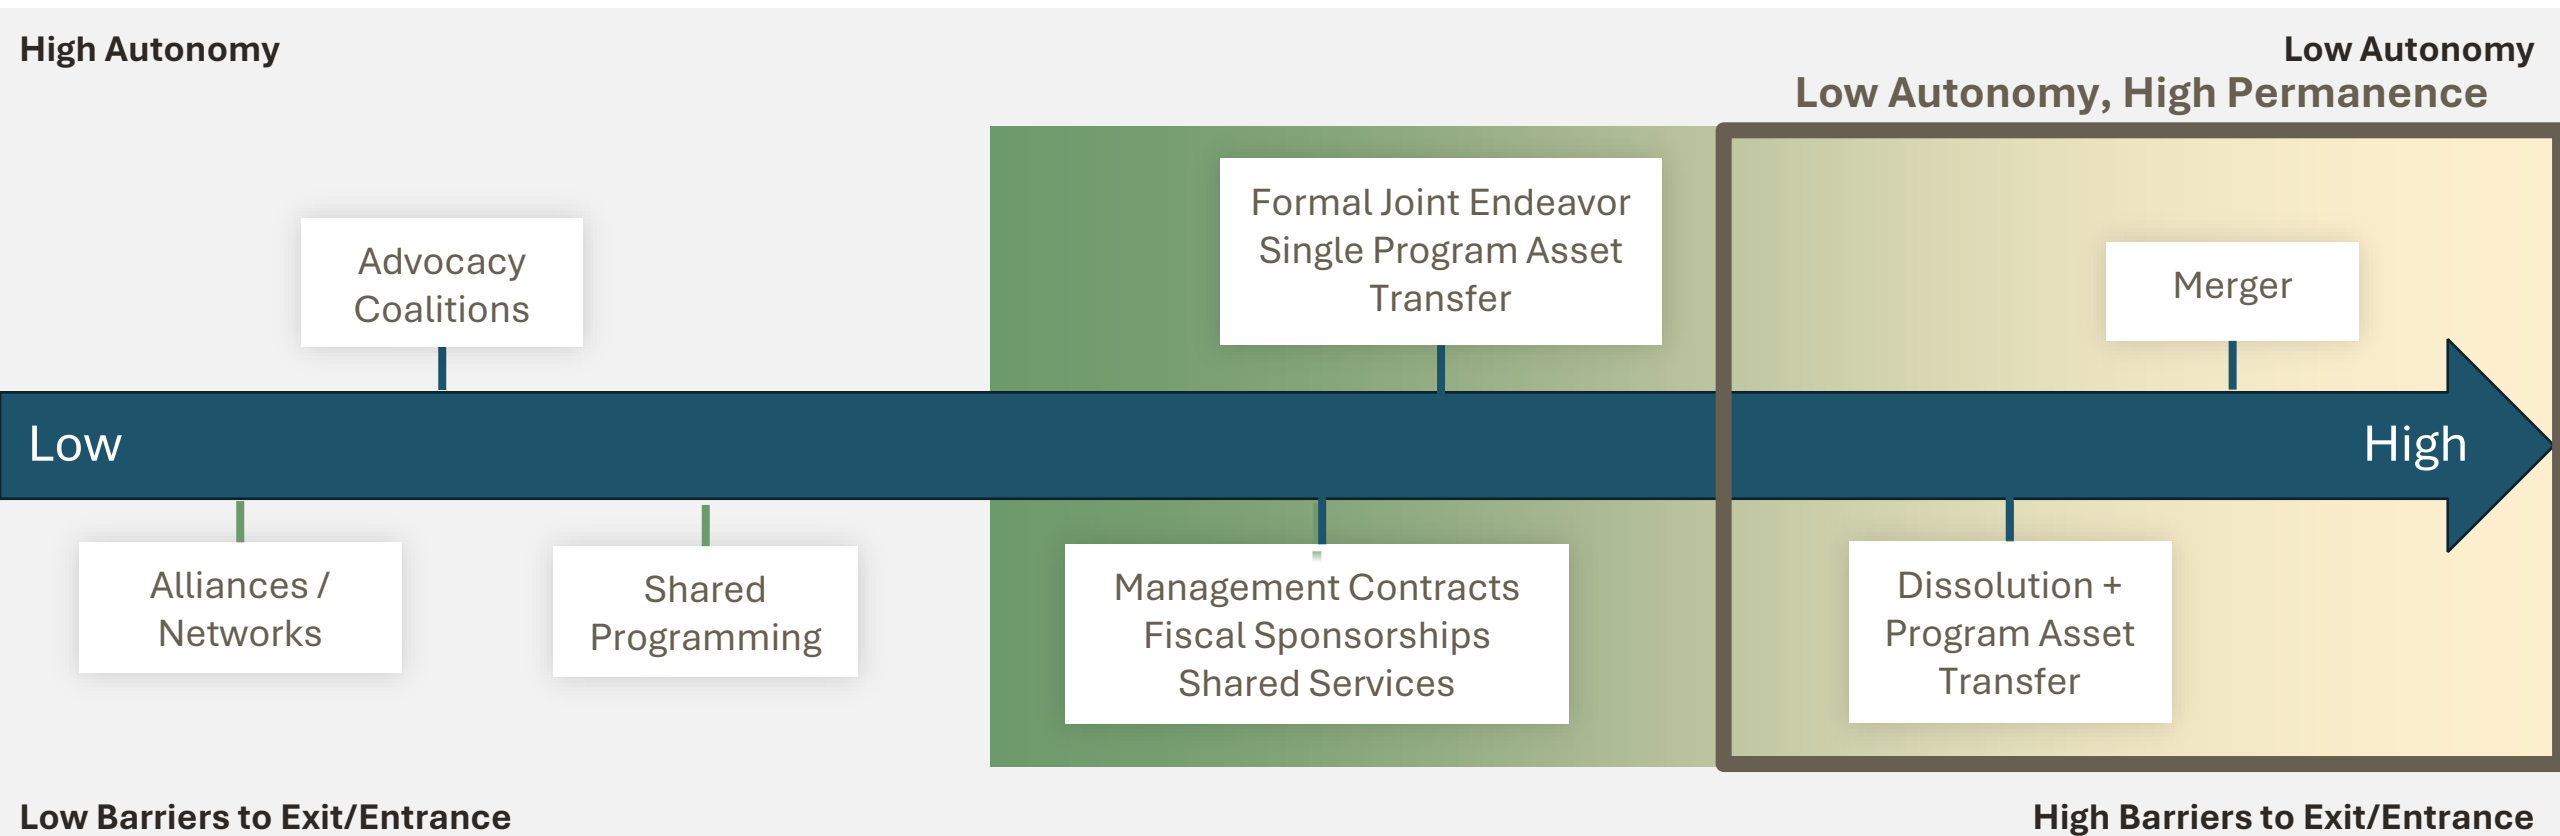 High Autonomy
Low Autonomy
Low Autonomy, High Permanence
Advocacy
Coalitions
Formal Joint Endeavor
Single Program Asset
Transfer
Merger
Low
High
Alliances /
Networks
Shared
Programming
Management Contracts
Fiscal Sponsorships
Shared Services
Dissolution +
Program Asset
Transfer
Low Barriers to Exit/Entrance
High Barriers to Exit/Entrance